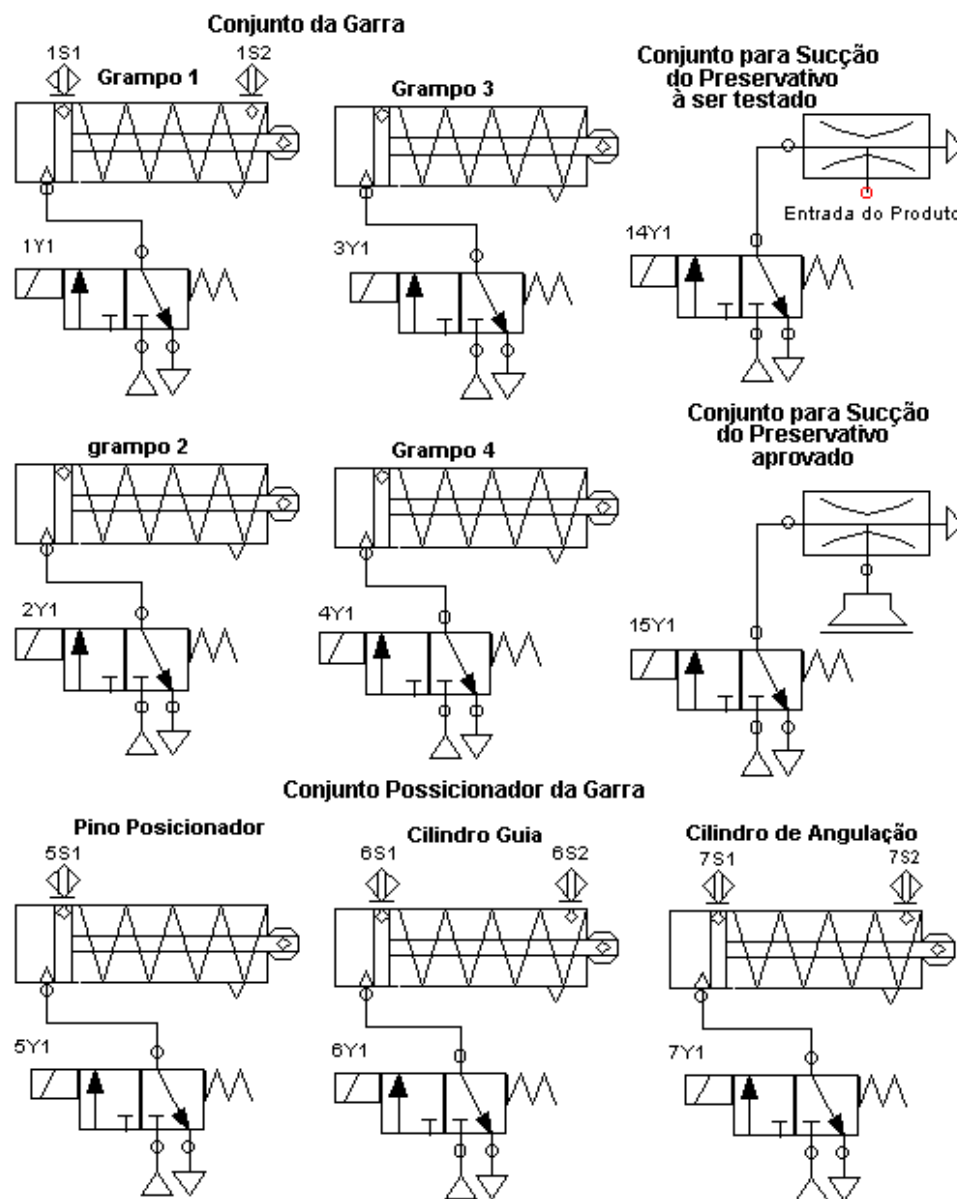 Conjunto da Garra
1S1
1S2
Grampo 1
1Y1
Grampo 3
3Y1
Conjunto para Sucção
do Preservativo
à ser testado
Entrada do Produto
14Y1
grampo 2
2Y1
Grampo 4
4Y1
Conjunto para Sucção
do Preservativo
aprovado
15Y1
Conjunto Possicionador da Garra
Pino Posicionador
5S1
5Y1
Cilindro Guia
6S1
6S2
6Y1
Cilindro de Angulação
7S1
7S2
7Y1